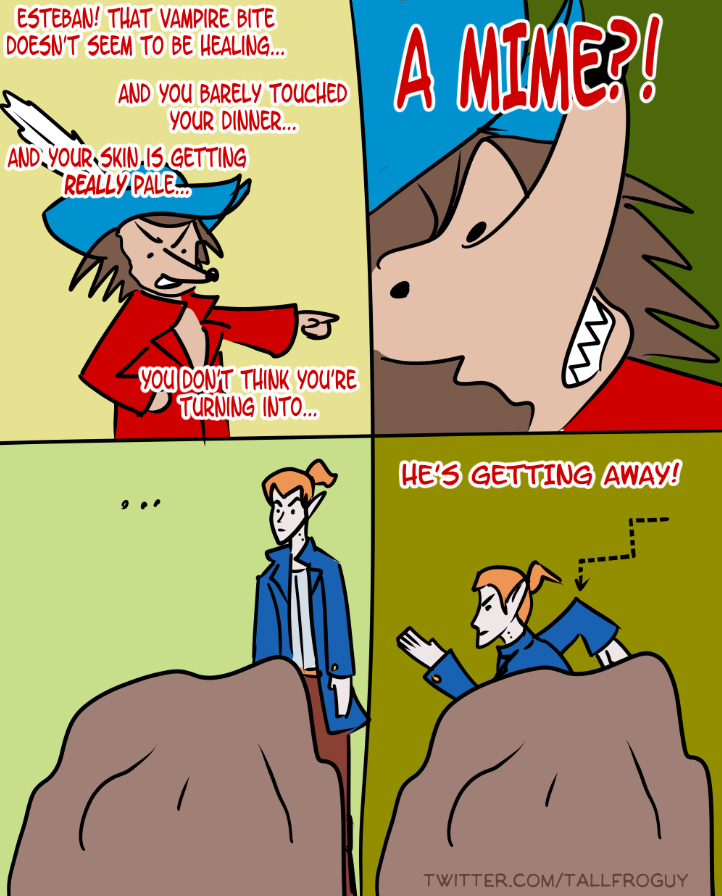 ESTEBAN! THAT VAMPIRE BITE
DOESN'T SEEM TO BE HEALING...
AND YOU BARELY TOUCHED
YOUR DINNER...
AND YOUR SKIN IS GETTING
REALLY PALE...
YOU DON'T THINK YOU'RE
TURNING INTO...
A MIME?!
...
HE'S GETTING AWAY!
TWITTER.COM/TALLFROGUY